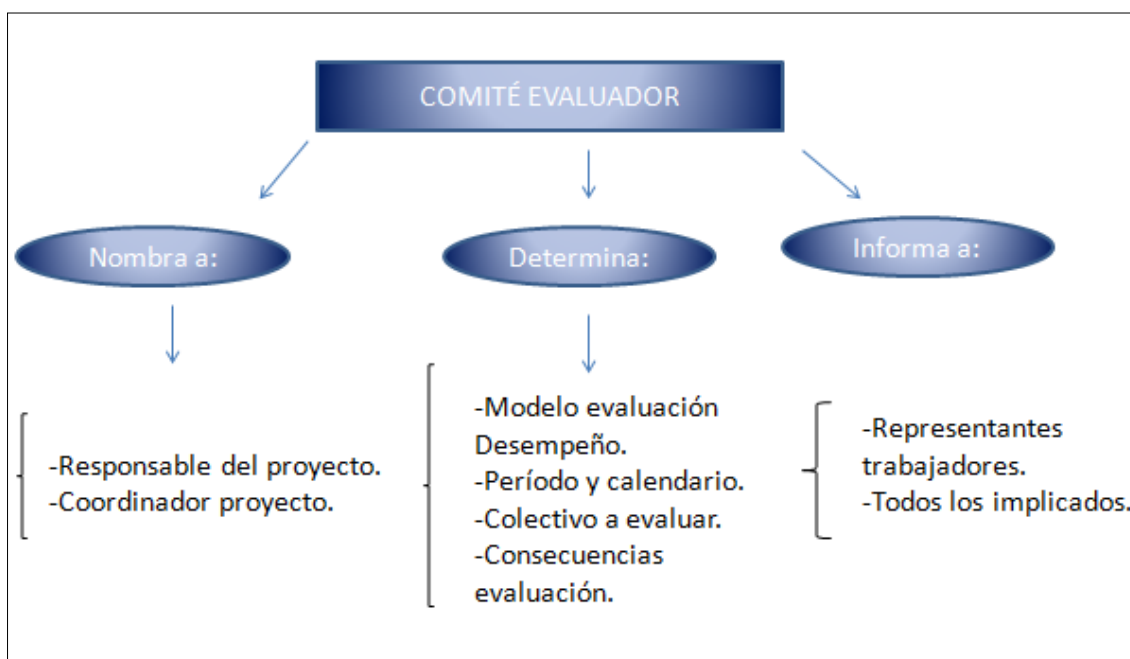 COMITÉ EVALUADOR
Nombra a:
Determina:
Informa a:
-Responsable del proyecto.
-Coordinador proyecto.
-Modelo evaluación
Desempeño.
-Período y calendario.
-Colectivo a evaluar.
-Consecuencias
evaluación.
-Representantes
trabajadores.
-Todos los implicados.